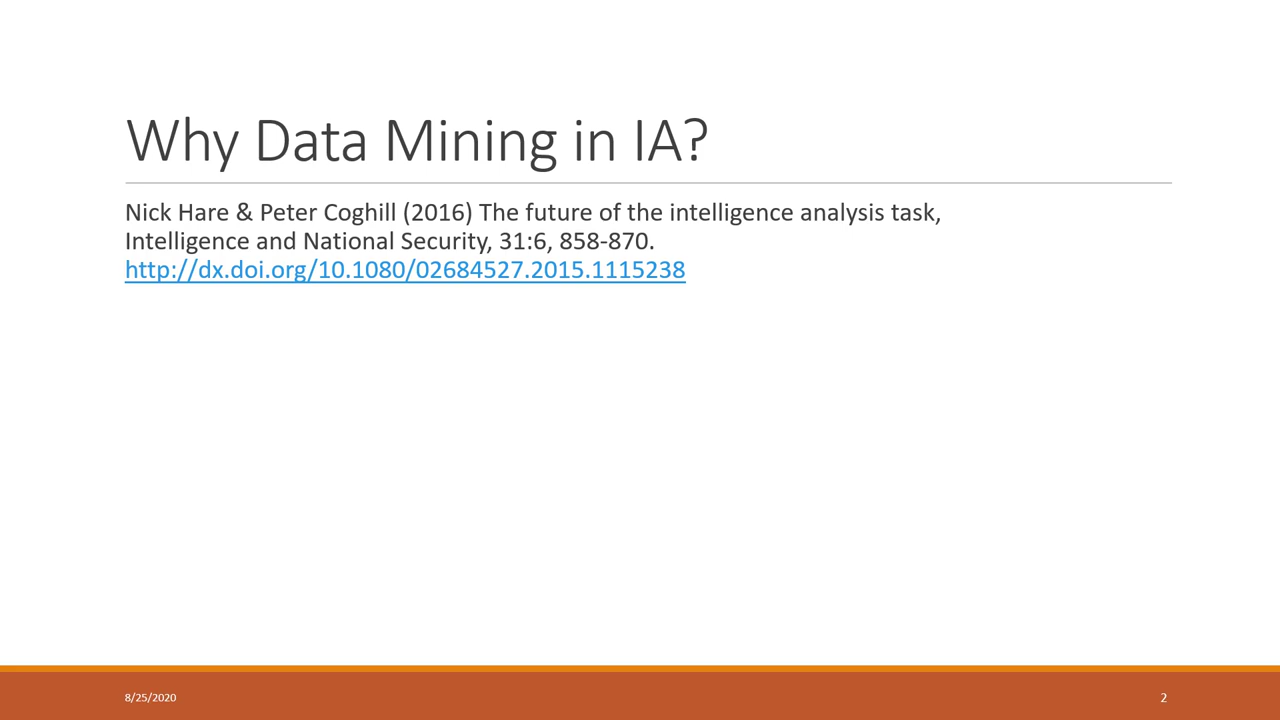 Why Data Mining in IA?
Nick Hare & Peter Coghill (2016) The future of the intelligence analysis task,
Intelligence and National Security, 31:6, 858-870.
http://dx.doi.org/10.1080/02684527.2015.1115238
8/25/2020
2